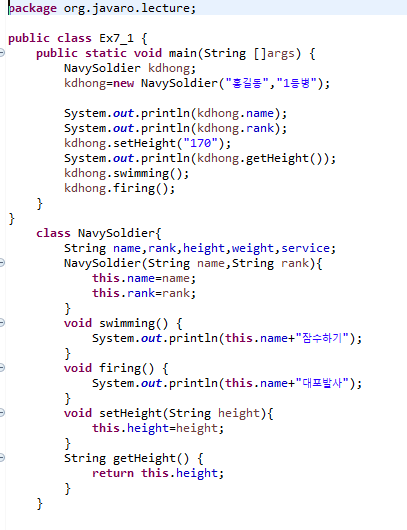 package org.javaro.lecture;
public class Ex7_1 {
public static void main(String []args) {
NavySoldier kdhong;
kdhong=new NavySoldier("홍길동","1등병");
System.out.println(kdhong.name);
System.out.println(kdhong.rank);
kdhong.setHeight("170");
System.out.println(kdhong.getHeight());
kdhong.swimming();
kdhong.firing();
}
}
class NavySoldier{
String name,rank,height,weight,service;
NavySoldier(String name,String rank){
this.name=name;
this.rank=rank;
}
void swimming() {
System.out.println(this.name+"잠수하기");
}
void firing() {
System.out.println(this.name+"대포발사");
}
void setHeight(String height){
this.height=height;
}
String getHeight() {
return this.height;
}
}